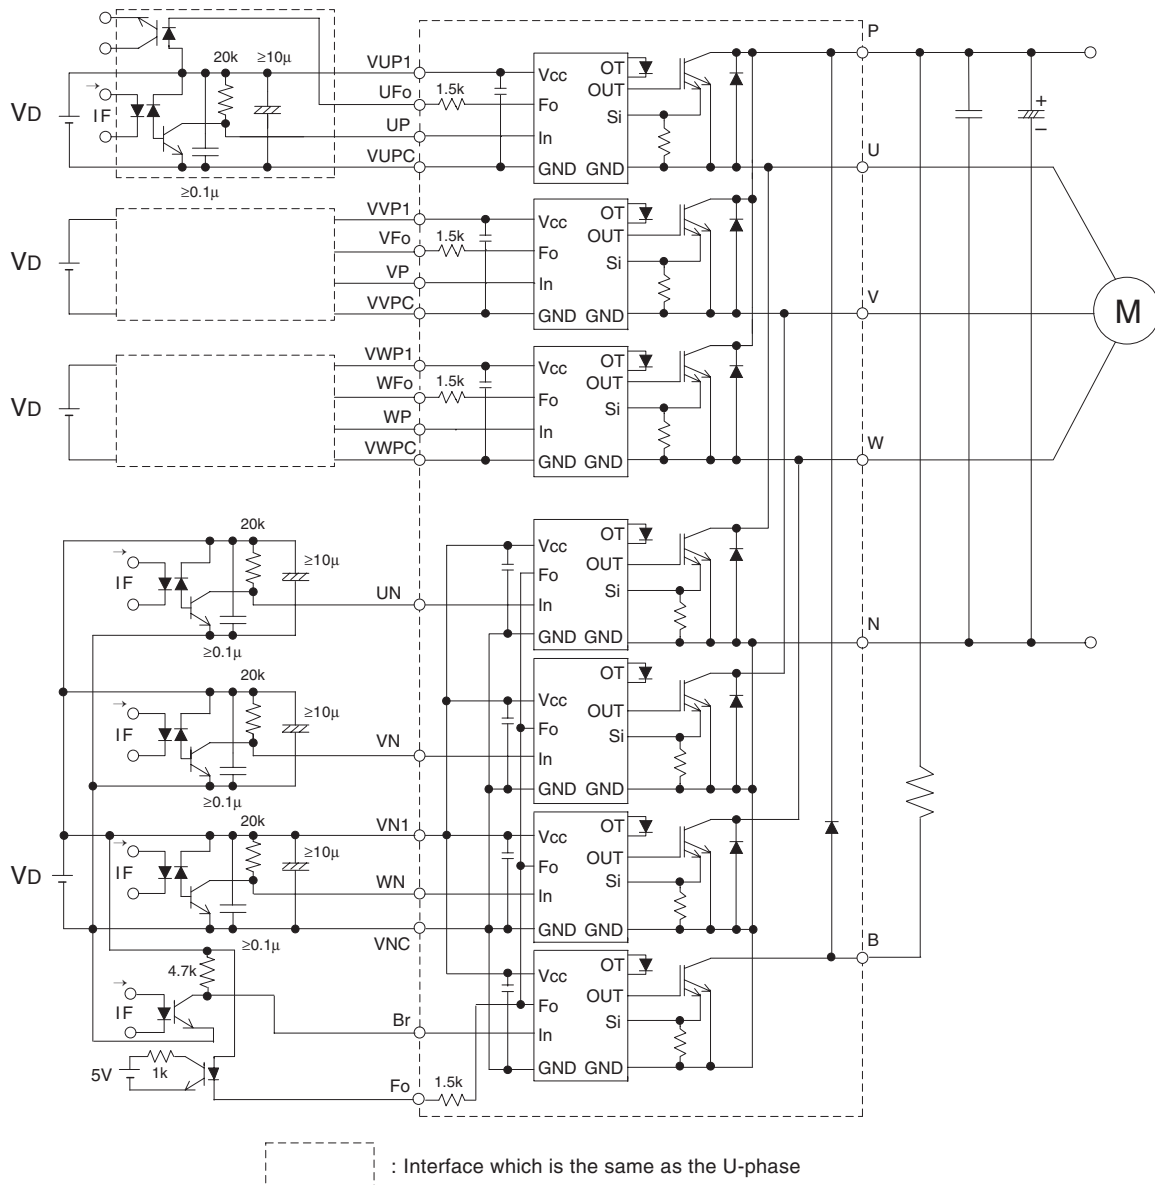 P
20k
≥10µ
VUP1
Vcc
OT
UFo
1.5k
OUT
VD
IF
Fo
Si
UP
In
+
–
VUPC
GND GND
U
≥0.1µ
VVP1
Vcc
OT
VFo
1.5k
OUT
VD
Fo
Si
VP
In
VVPC
GND GND
V
M
VWP1
Vcc
OT
WFo
1.5k
OUT
VD
Fo
Si
WP
In
VWPC
GND GND
W
20k
≥10µ
Vcc
OT
IF
Fo
OUT
Si
UN
In
GND GND
N
≥0.1µ
20k
≥10µ
Vcc
OT
IF
Fo
OUT
Si
VN
In
GND GND
≥0.1µ
20k
≥10µ
VN1
Vcc
OT
VD
IF
Fo
OUT
Si
WN
In
VNC
GND GND
≥0.1µ
B
4.7k
Vcc
OT
IF
Fo
OUT
Si
Br
In
GND GND
5V
1k
Fo
1.5k
: Interface which is the same as the U-phase